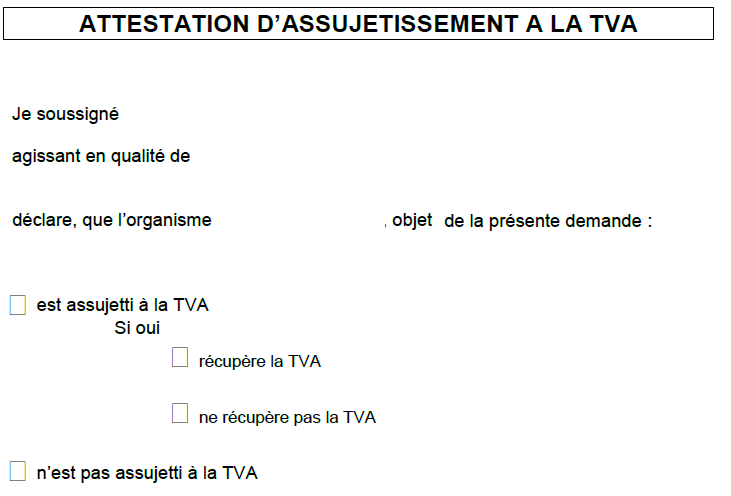 ATTESTATION D'ASSUJETISSEMENT A LA TVA
Je soussigné
agissant en qualité de
déclare, que l'organisme , objet de la présente demande :
est assujetti à la TVA
Si oui
récupère la TVA
ne récupère pas la TVA
n'est pas assujetti à la TVA